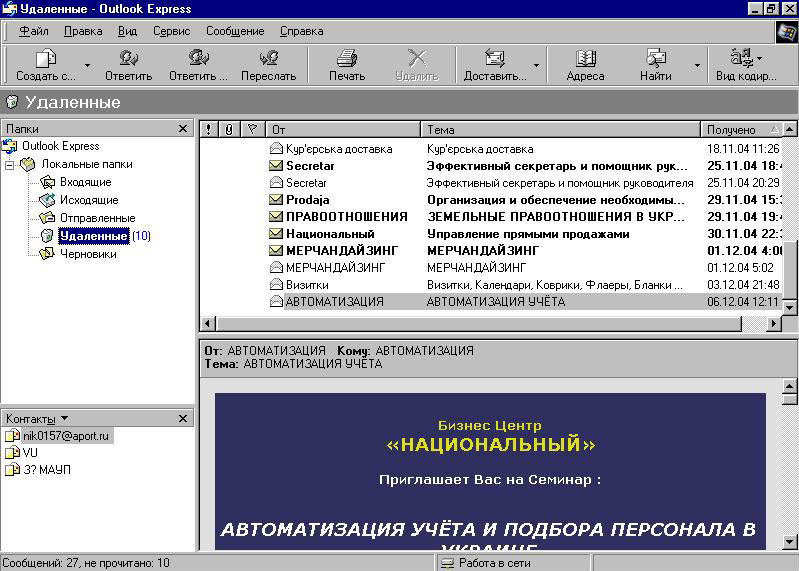 Удаленные - Outlook Express
Файл Правка Вид Сервис Сообщение Справка
Создать с... Ответить Ответить ... Переслать Печать Удалить Доставить... Адреса Найти Вид кодир...
Удаленные
Папки
Outlook Express
Локальные папки
Входящие
Исходящие
Отправленные
Удаленные (10)
Черновики
От Тема Получено
Кур'єрська доставка Кур'єрська доставка 18.11.04 11:26
Secretar Эффективный секретарь и помощник рук... 25.11.04 18:4
Secretar Эффективный секретарь и помощник руководителя 25.11.04 20:29
Prodaja Организация и обеспечение необходимы... 29.11.04 15:3
ПРАВООТНОШЕНИЯ ЗЕМЕЛЬНЫЕ ПРАВООТНОШЕНИЯ В УКР... 29.11.04 19:4
Национальный Управление прямыми продажами 30.11.04 22:
МЕРЧАНДАЙЗИНГ МЕРЧАНДАЙЗИНГ 01.12.04 4:0
МЕРЧАНДАЙЗИНГ МЕРЧАНДАЙЗИНГ 01.12.04 5:02
Визитки Визитки, Календари, Коврики, Флаеры, Бланки ... 03.12.04 21:48
АВТОМАТИЗАЦИЯ АВТОМАТИЗАЦИЯ УЧЁТА 06.12.04 12:11
От: АВТОМАТИЗАЦИЯ Кому: АВТОМАТИЗАЦИЯ
Тема: АВТОМАТИЗАЦИЯ УЧЁТА
Бизнес Центр
«НАЦИОНАЛЬНЫЙ»
Приглашает Вас на Семинар :
АВТОМАТИЗАЦИЯ УЧЁТА И ПОДБОРА ПЕРСОНАЛА В
УКРАИНЕ
Контакты
nik0157@aport.ru
VU
З? МАУП
Сообщений: 27, не прочитано: 10
Работа в сети